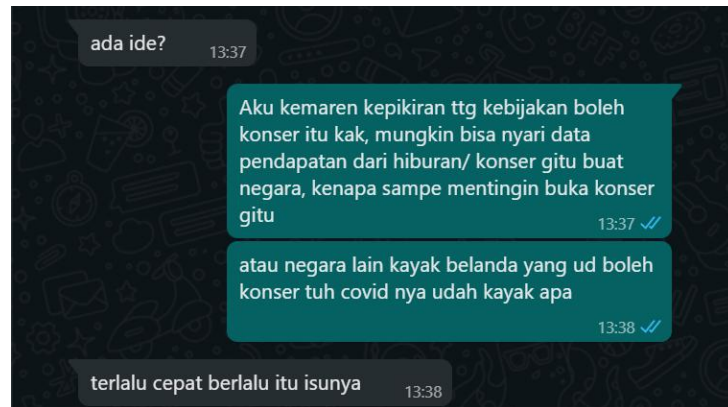 ada ide?
13:37
Aku kemaren kepikiran ttg kebijakan boleh
konser itu kak, mungkin bisa nyari data
pendapatan dari hiburan/ konser gitu buat
negara, kenapa sampe mentingin buka konser
gitu
13:37
atau negara lain kayak belanda yang ud boleh
konser tuh covid nya udah kayak apa
13:38
terlalu cepat berlalu itu isunya
13:38